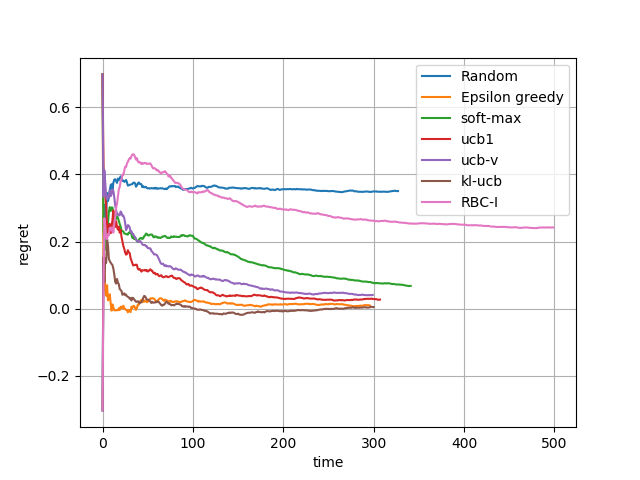 Random
Epsilon greedy
soft-max
ucb1
ucb-v
kl-ucb
RBC-I
0.6
0.4
0.2
0.0
−0.2
regret
0 100 200 300 400 500
time